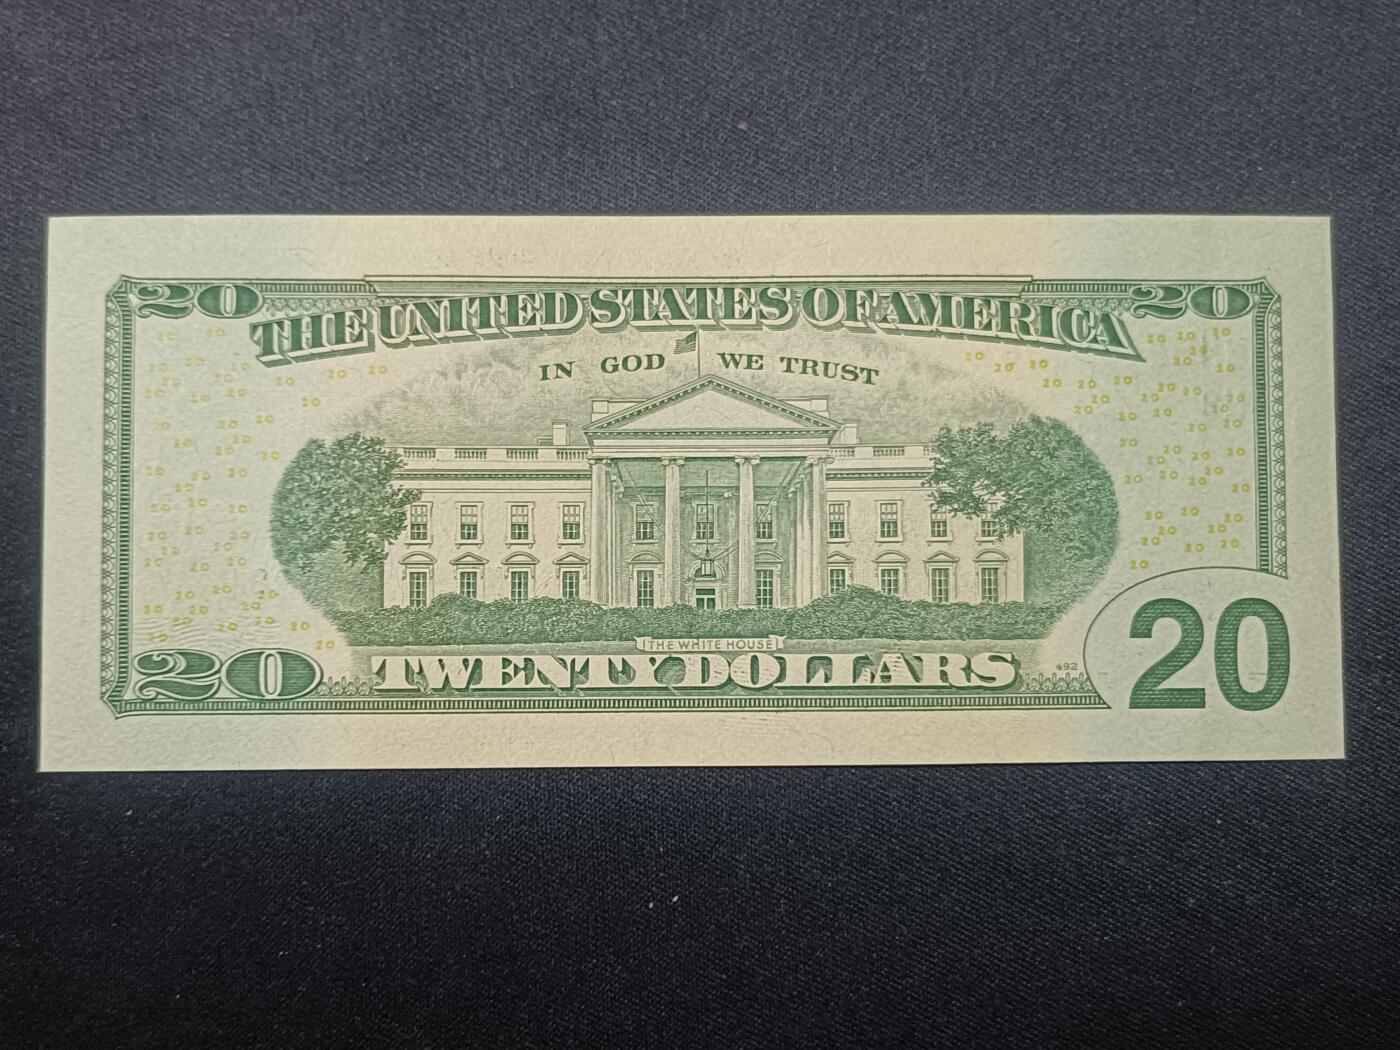 20 20
THE UNITED STATES OF AMERICA
IN GOD WE TRUST
THE WHITE HOUSE
20 TWENTY DOLLARS 492 20